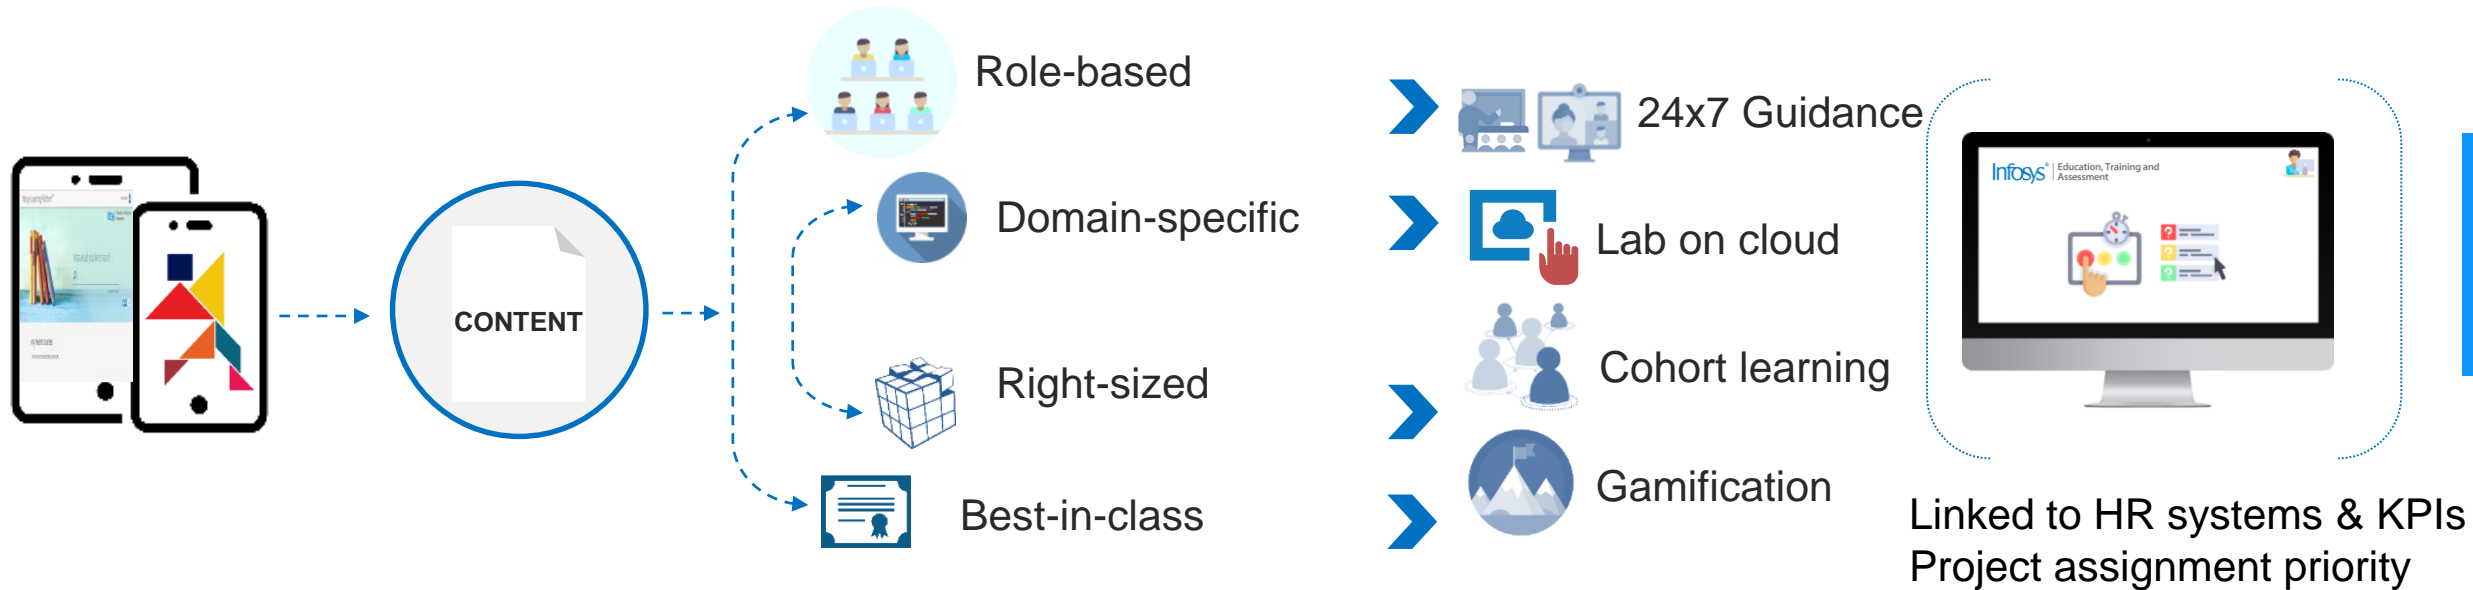 CONTENT
Role-based
Domain-specific
Right-sized
Best-in-class
24x7 Guidance
Lab on cloud
Cohort learning
Gamification
Infosys® | Education, Training and
Assessment
?
?
?
Linked to HR systems & KPIs
Project assignment priority